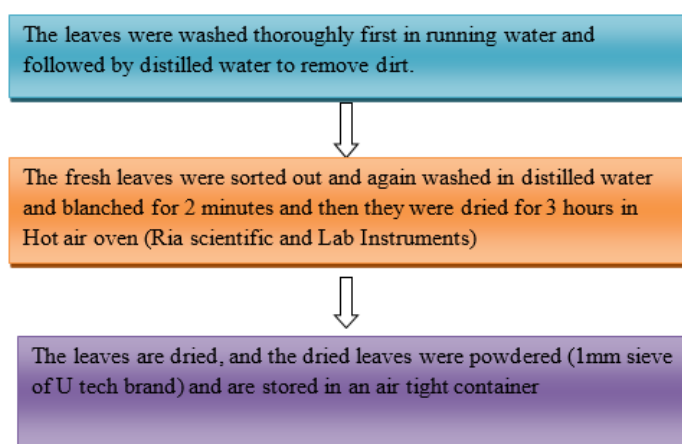 The leaves were washed thoroughly first in running water and
followed by distilled water to remove dirt.
The fresh leaves were sorted out and again washed in distilled water
and blanched for 2 minutes and then they were dried for 3 hours in
Hot air oven (Ria scientific and Lab Instruments)
The leaves are dried, and the dried leaves were powdered (1mm sieve
of U tech brand) and are stored in an air tight container